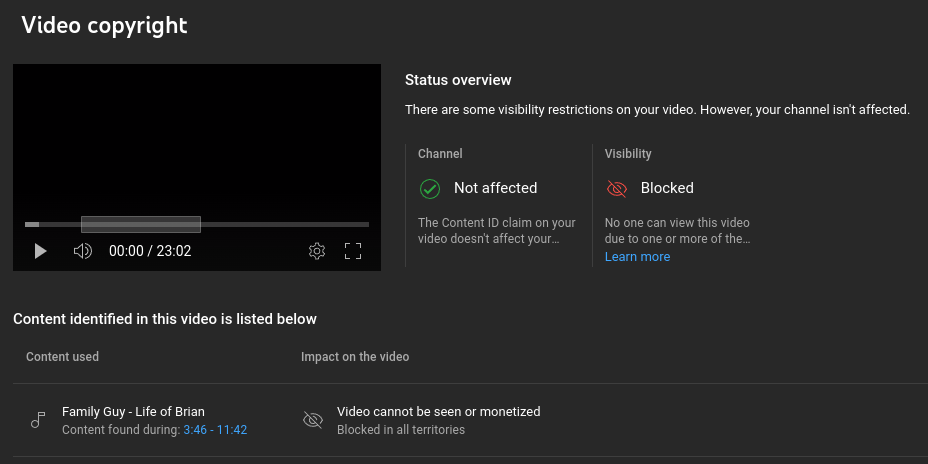 Video copyright
00:00 / 23:02
Status overview
There are some visibility restrictions on your video. However, your channel isn't affected.
Channel
Not affected
The Content ID claim on your
video doesn't affect your…
Visibility
Blocked
No one can view this video
due to one or more of the…
Learn more
Content identified in this video is listed below
Content used
Impact on the video
Family Guy - Life of Brian
Content found during: 3:46 - 11:42
Video cannot be seen or monetized
Blocked in all territories